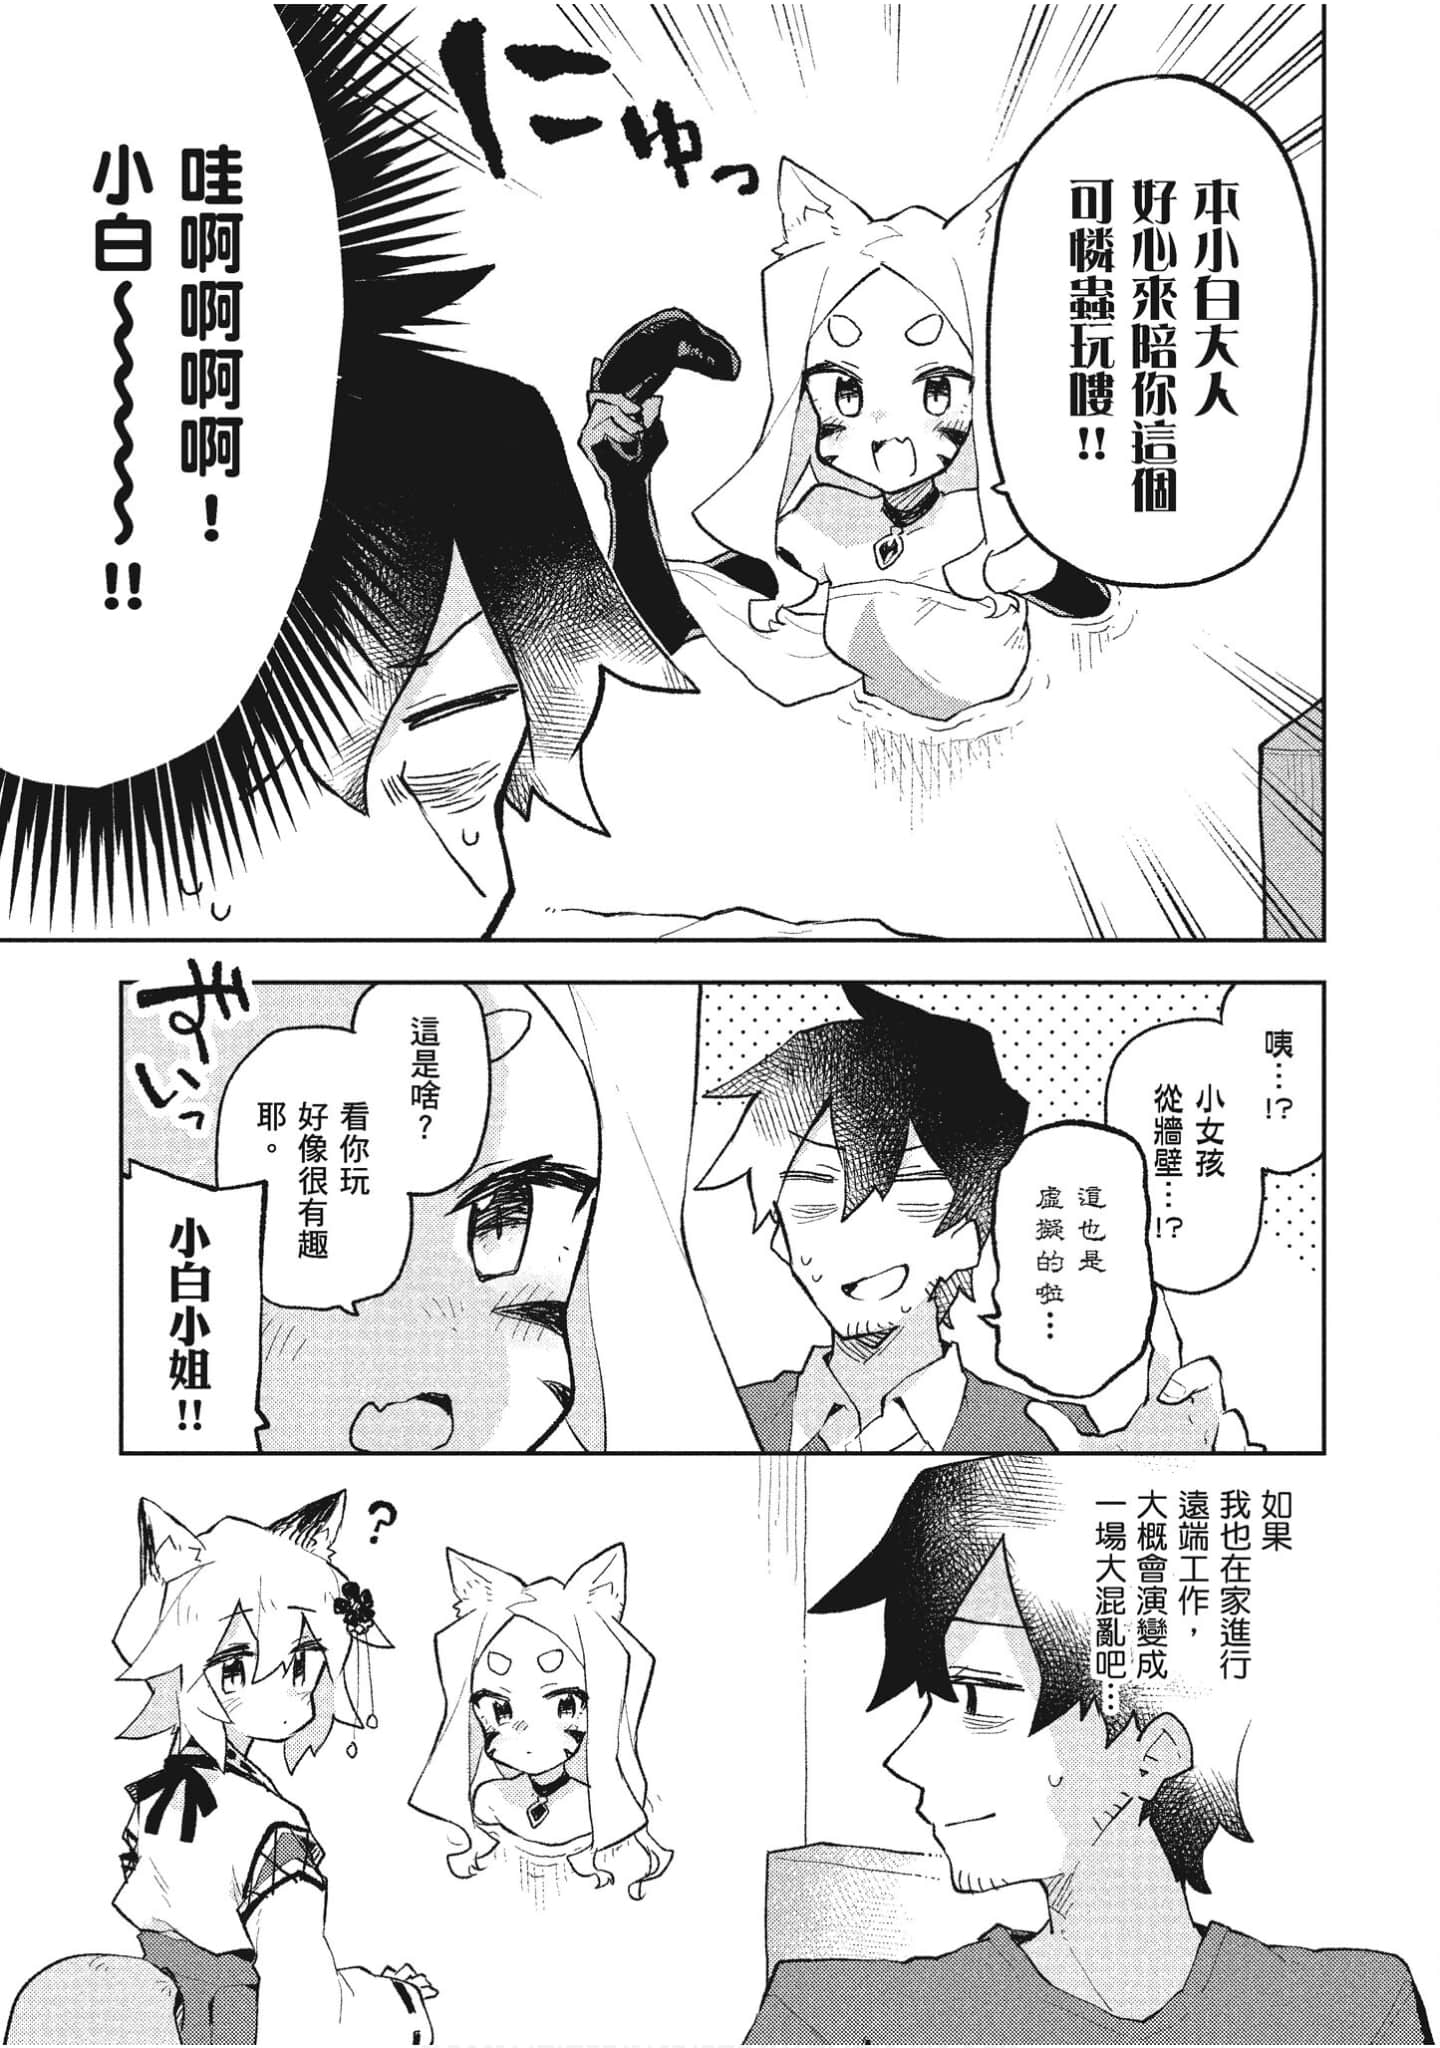 本小白大人
好心來陪你這個
可憐蟲玩嘍!!
にゅっ
哇啊啊啊啊！
小白～～～～～!!
咦…!?
小女孩
從牆壁…!?
這也是
虛擬的啦…
這是啥？
看你玩
好像很有趣
耶。
ずいっ
小白小姐!!
如果
我也在家進行
遠端工作，
大概會演變成
一場大混亂吧…
?